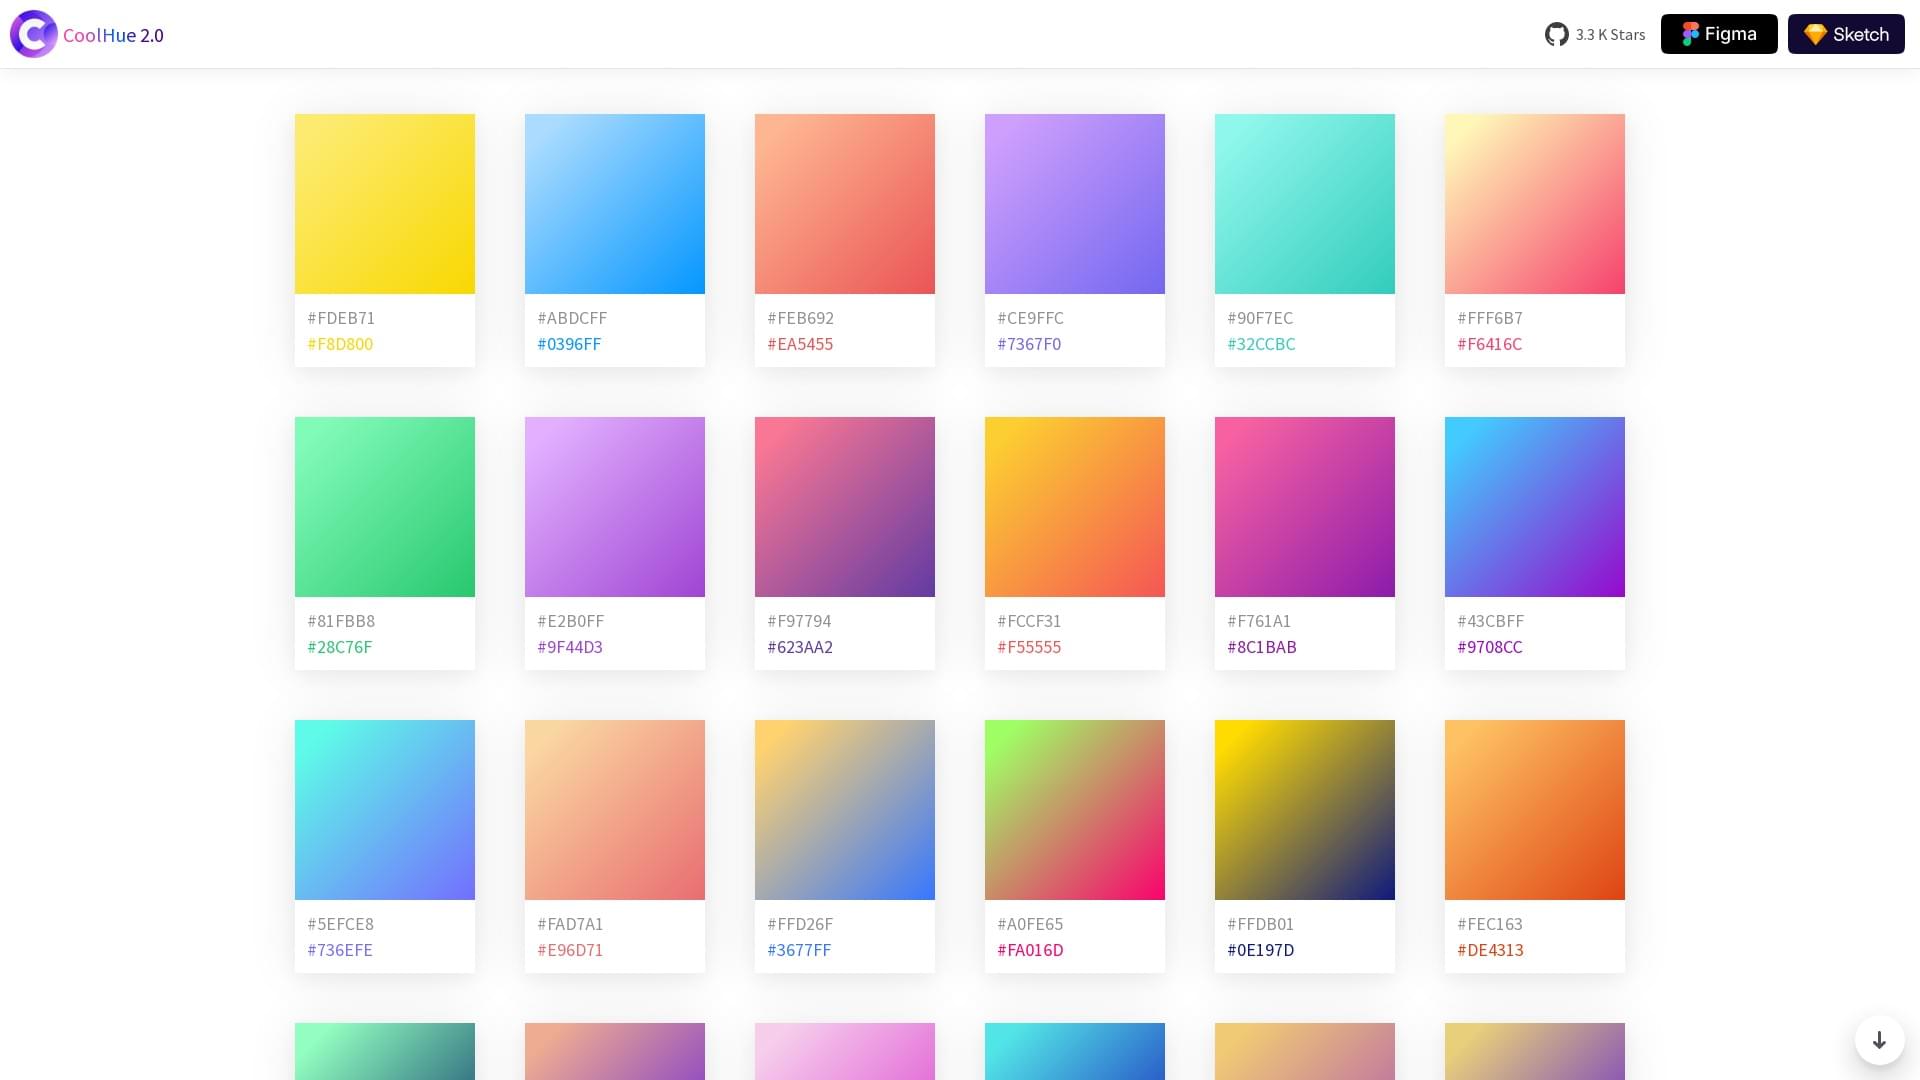 CoolHue 2.0
3.3 K Stars
Figma
Sketch
#FDEB71
#F8D800
#ABDCFF
#0396FF
#FEB692
#EA5455
#CE9FFC
#7367F0
#90F7EC
#32CCBC
#FFF6B7
#F6416C
#81FBB8
#28C76F
#E2B0FF
#9F44D3
#F97794
#623AA2
#FCCF31
#F55555
#F761A1
#8C1BAB
#43CBFF
#9708CC
#5EFCE8
#736EFE
#FAD7A1
#E96D71
#FFD26F
#3677FF
#A0FE65
#FA016D
#FFDB01
#0E197D
#FEC163
#DE4313